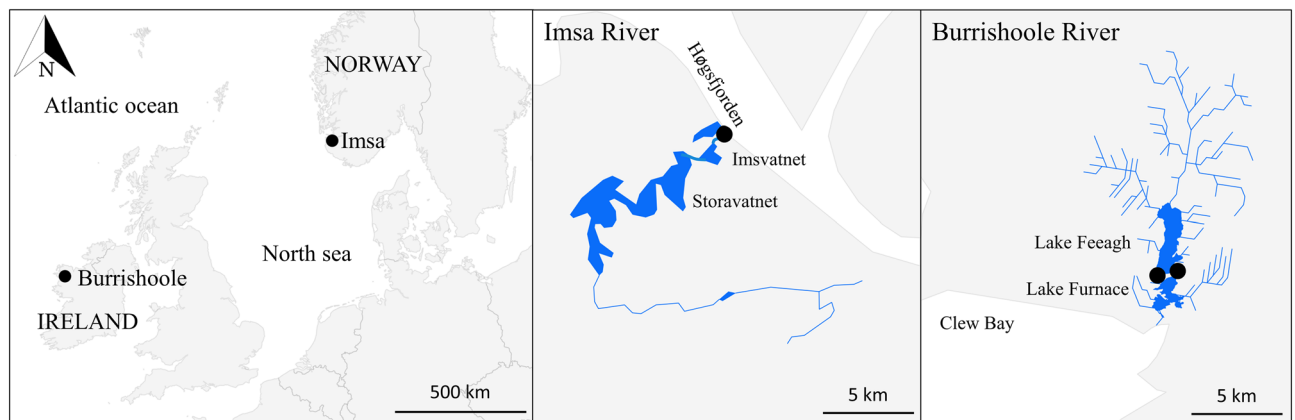 N
Atlantic ocean
NORWAY
Imsa
North sea
Burrishoole
IRELAND
500 km
Imsa River
Høgsfjorden
Imsvatnet
Storavatnet
5 km
Burrishoole River
Lake Feeagh
Lake Furnace
Clew Bay
5 km